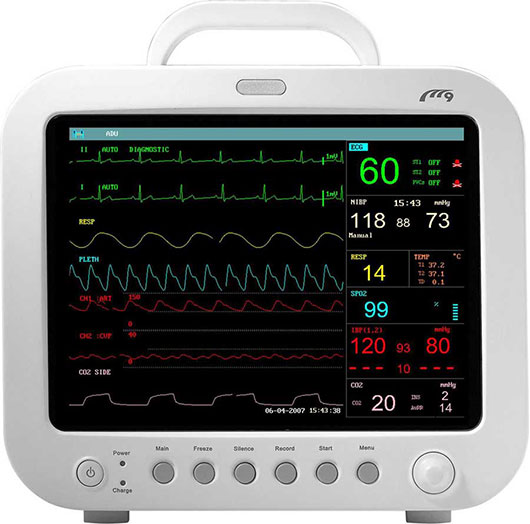 m9
ADU
II AUTO DIAGNOSTIC
1mV
I AUTO
1mV
RESP
PLETH
CH1 :ART 150
0
CH2 :CVP 40
0
CO2 SIDE
06-04-2007 15:43:38
ECG
60
ST1 OFF
ST2 OFF
PVCs OFF
NIBP 15:43 mmHg
118 88 73
Manual
RESP
14
TEMP °C
T1 37.2
T2 37.1
TD 0.1
SPO2
99 %
IBP(1,2) mmHg
120 93 80
--- 10 ---
CO2 mmHg
CO2 20
INS 2
AwRR 14
Power
Charge
Main Freeze Silence Record Start Menu